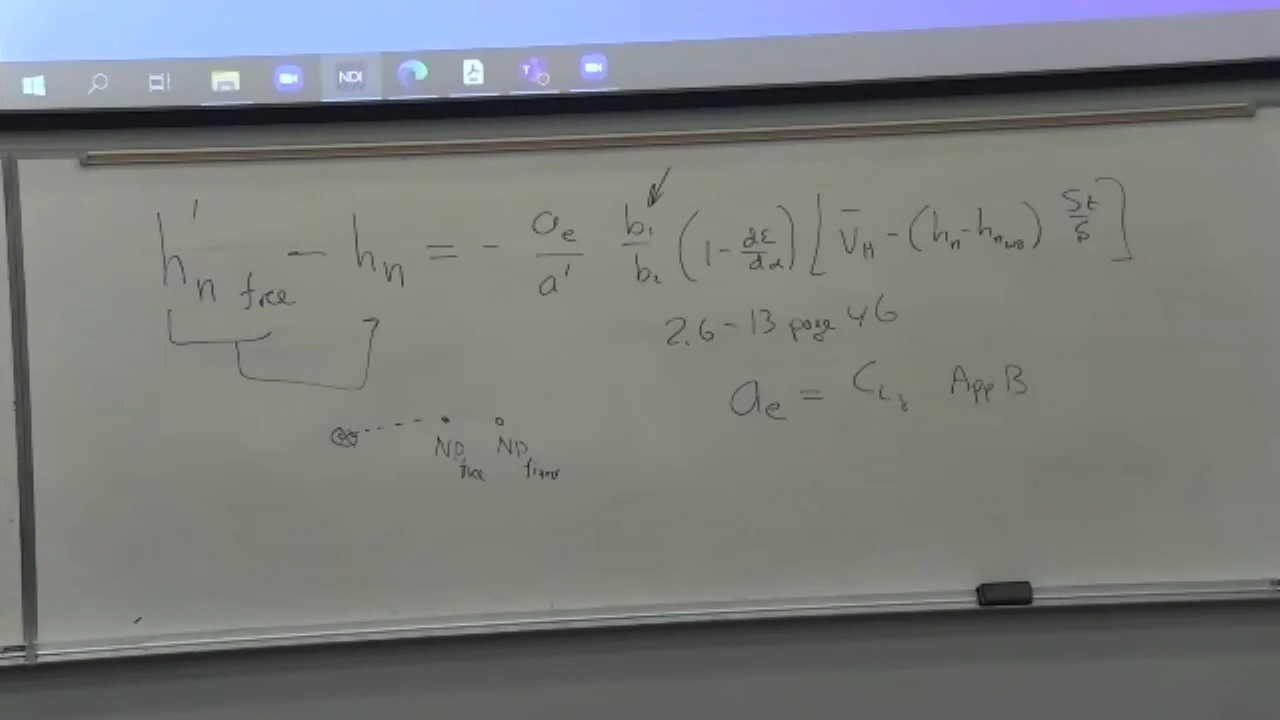 NDI
h'n free - hn = - ae/a' b1/b2 (1 - dε/dα) [V̄H - (hn - hnwb) St/S]
2.6-13 page 46
ae = CLδ App B
NP free NP